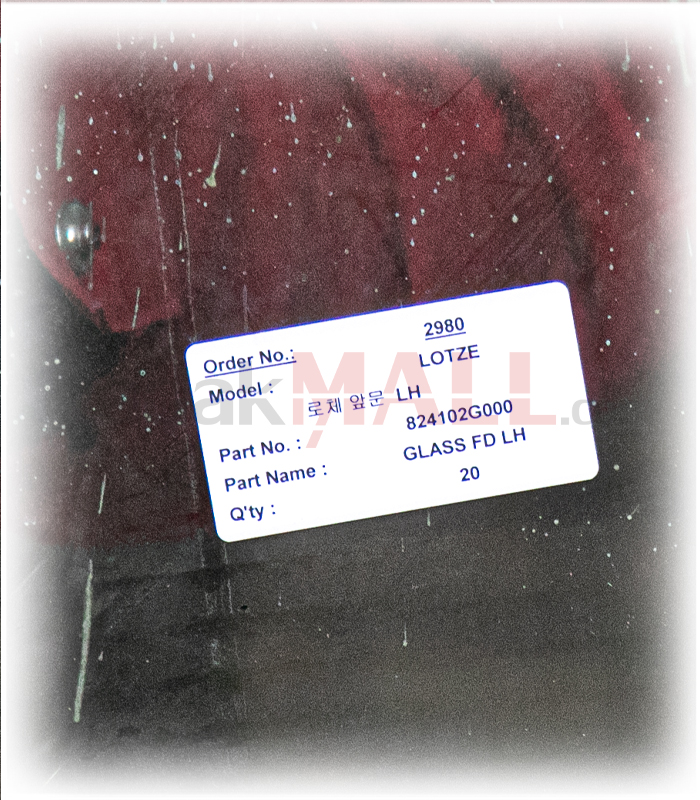 Order No.: 2980
Model : LOTZE
로체 앞문 LH
Part No. : 824102G000
Part Name : GLASS FD LH
Q'ty : 20
akMALL.c